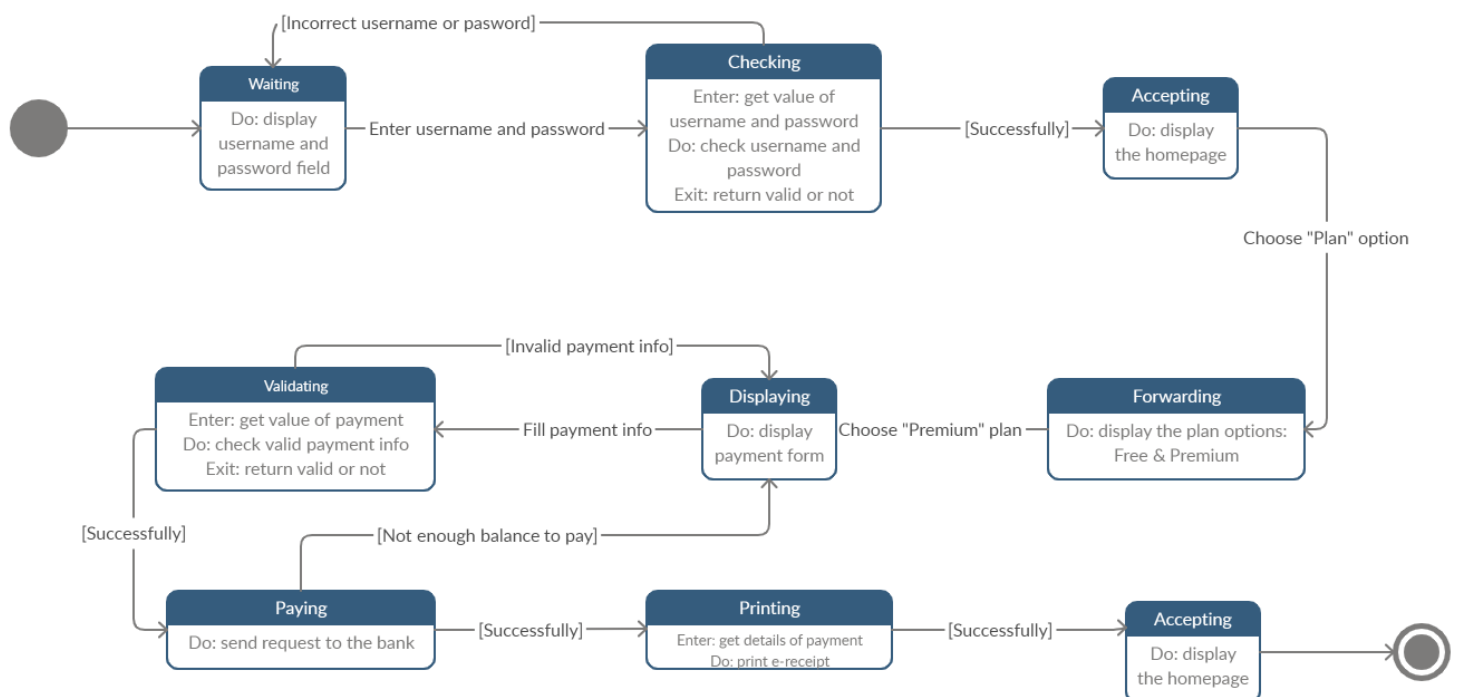 [Incorrect username or pasword]
Waiting
Do: display
username and
password field
Enter username and password
Checking
Enter: get value of
username and password
Do: check username and
password
Exit: return valid or not
[Successfully]
Accepting
Do: display
the homepage
Choose "Plan" option
Forwarding
Do: display the plan options:
Free & Premium
Choose "Premium" plan
Displaying
Do: display
payment form
Fill payment info
[Invalid payment info]
Validating
Enter: get value of payment
Do: check valid payment info
Exit: return valid or not
[Successfully]
[Not enough balance to pay]
Paying
Do: send request to the bank
[Successfully]
Printing
Enter: get details of payment
Do: print e-receipt
[Successfully]
Accepting
Do: display
the homepage